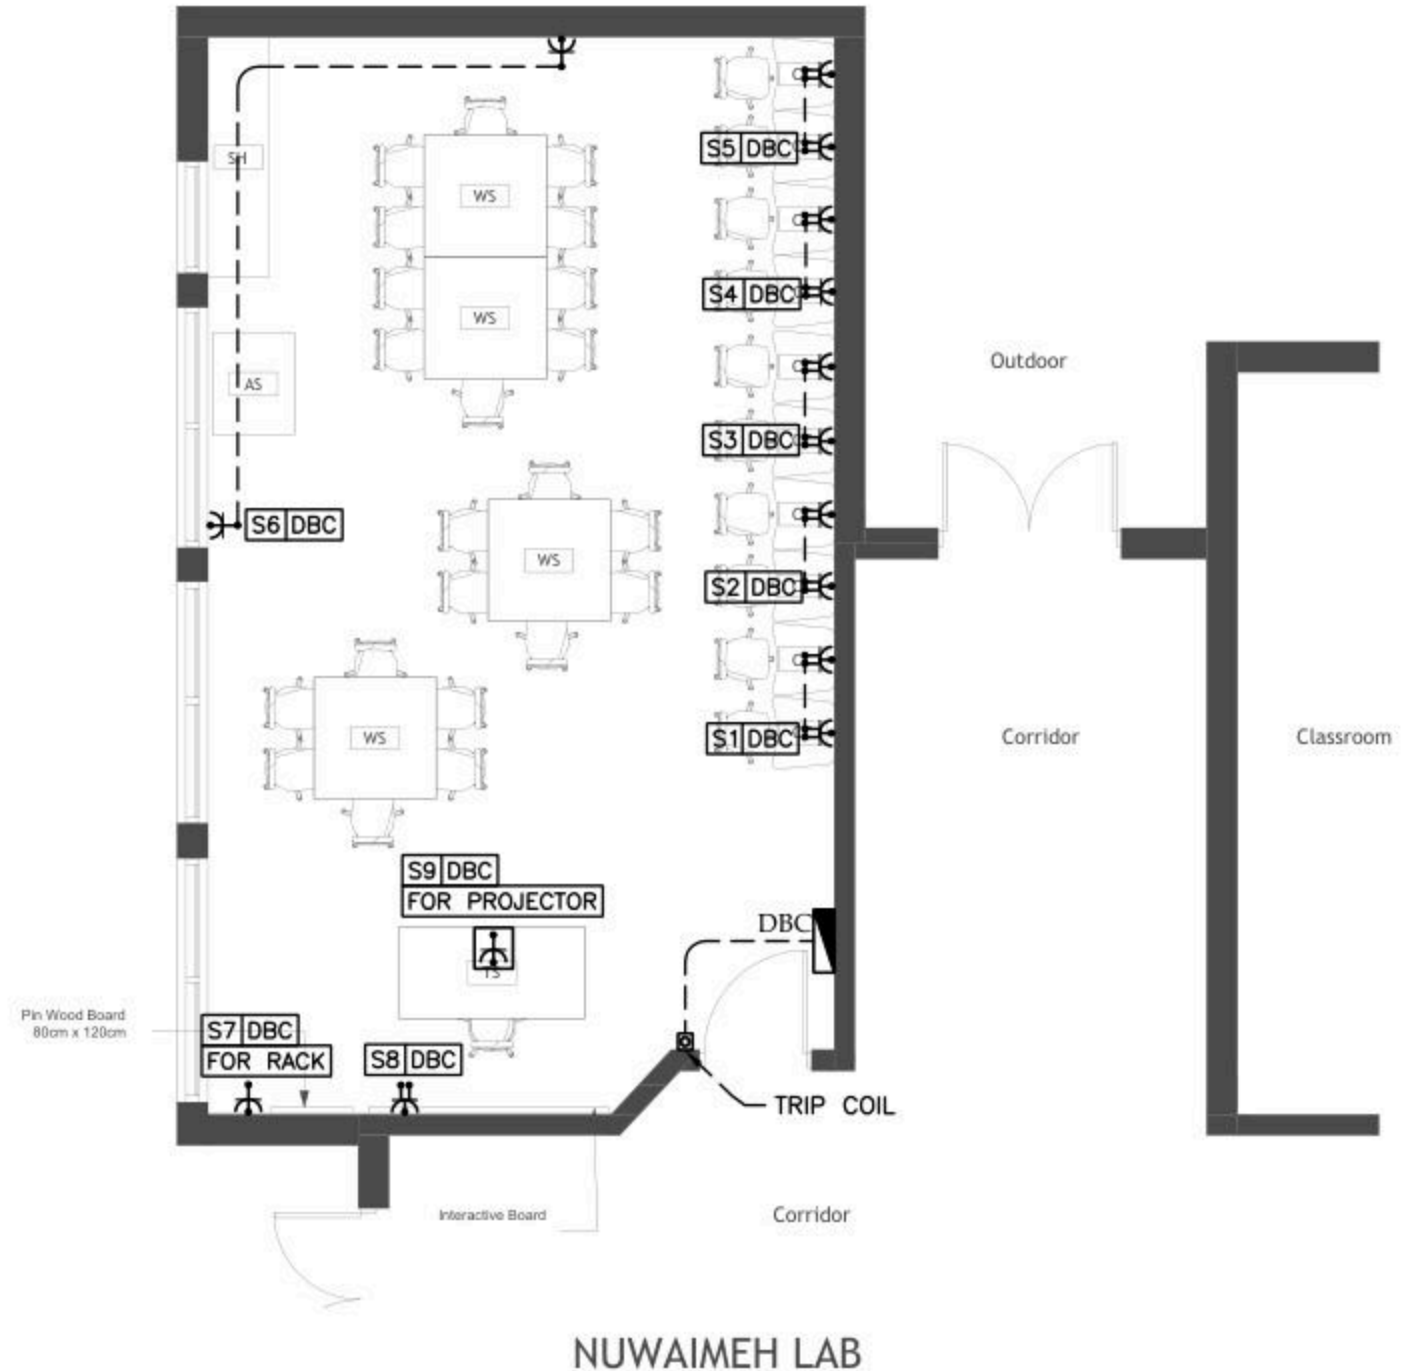 S5 DBC
SH
WS
S4 DBC
WS
Outdoor
AS
S3 DBC
S6 DBC
WS
S2 DBC
WS
S1 DBC
Corridor
Classroom
S9 DBC
FOR PROJECTOR
DBC
TS
Pin Wood Board
80cm x 120cm
S7 DBC
FOR RACK
S8 DBC
TRIP COIL
Interactive Board
Corridor
NUWAIMEH LAB